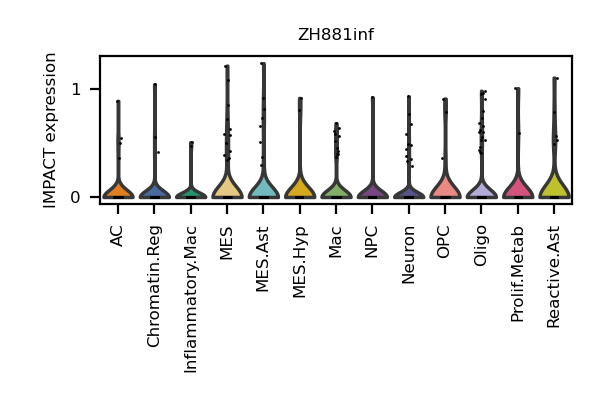 ZH881inf
IMPACT expression
1
0
AC
Chromatin.Reg
Inflammatory.Mac
MES
MES.Ast
MES.Hyp
Mac
NPC
Neuron
OPC
Oligo
Prolif.Metab
Reactive.Ast